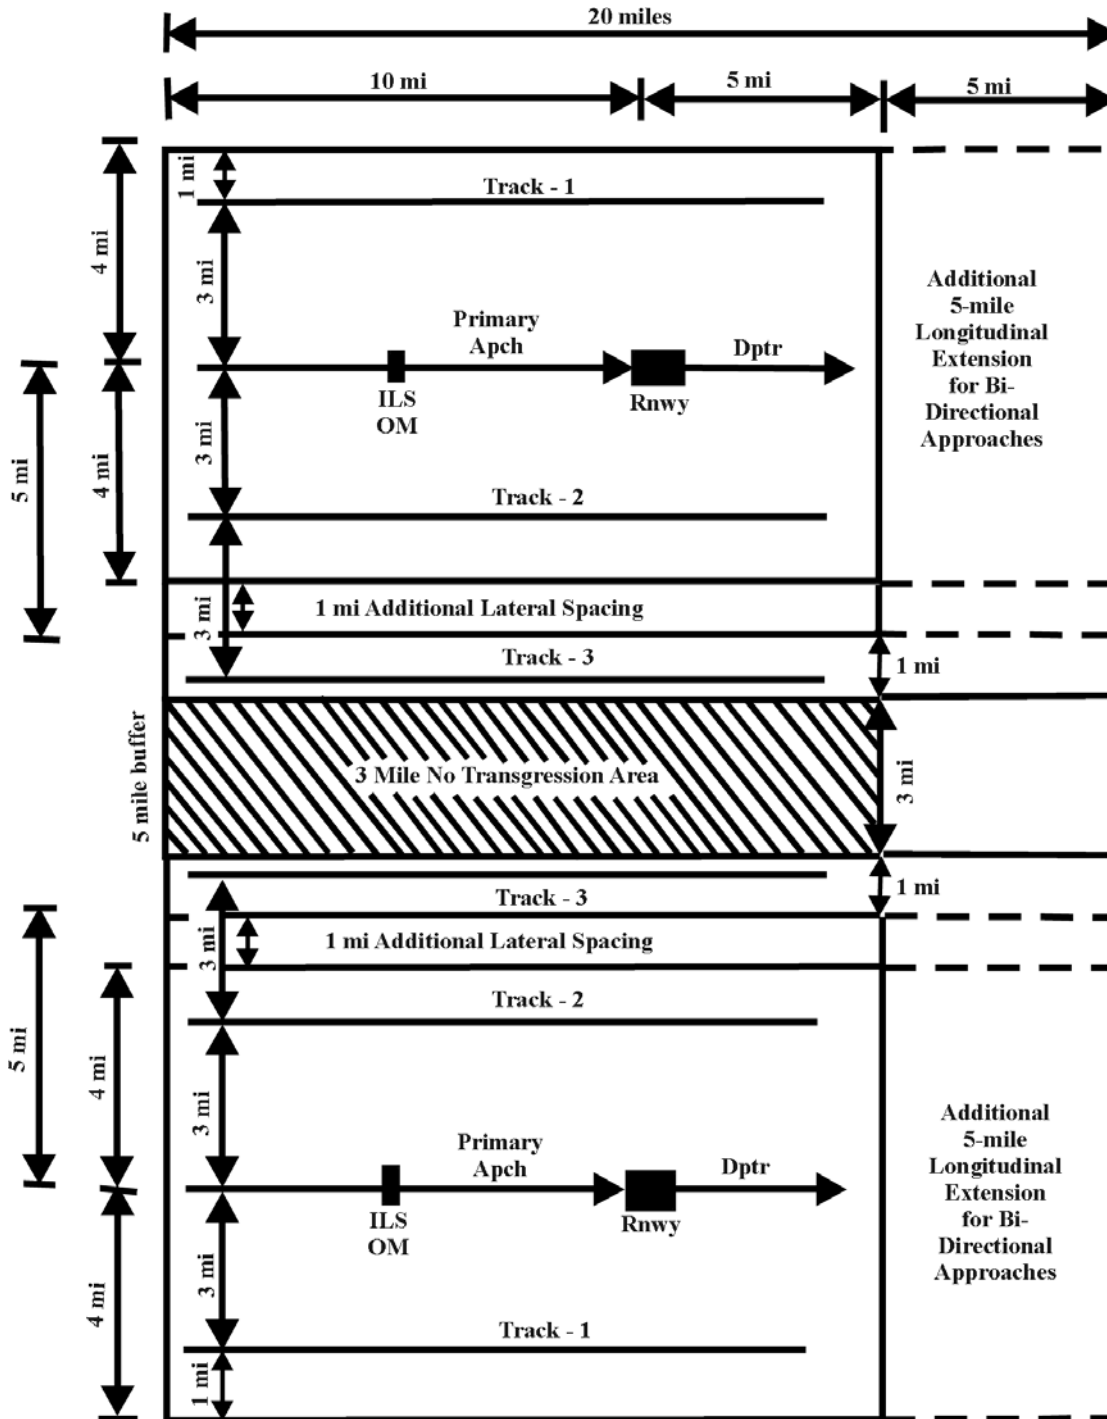 20 miles
10 mi
5 mi
5 mi
1 mi
Track - 1
4 mi
3 mi
Primary
Apch
Dptr
ILS
OM
Rnwy
Additional
5-mile
Longitudinal
Extension
for Bi-
Directional
Approaches
5 mi
4 mi
3 mi
Track - 2
3 mi
1 mi Additional Lateral Spacing
Track - 3
1 mi
5 mile buffer
3 Mile No Transgression Area
3 mi
Track - 3
1 mi
3 mi
1 mi Additional Lateral Spacing
Track - 2
5 mi
4 mi
3 mi
Primary
Apch
Dptr
ILS
OM
Rnwy
Additional
5-mile
Longitudinal
Extension
for Bi-
Directional
Approaches
4 mi
3 mi
Track - 1
1 mi